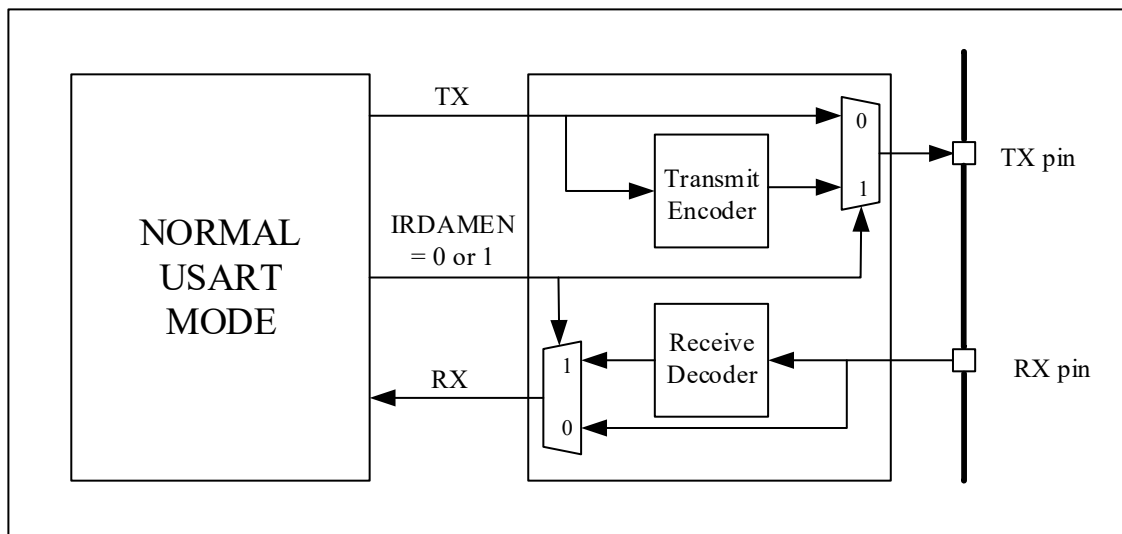 TX
0
TX pin
Transmit
Encoder
1
NORMAL
USART
MODE
IRDAMEN
= 0 or 1
Receive
Decoder
1
RX pin
RX
0